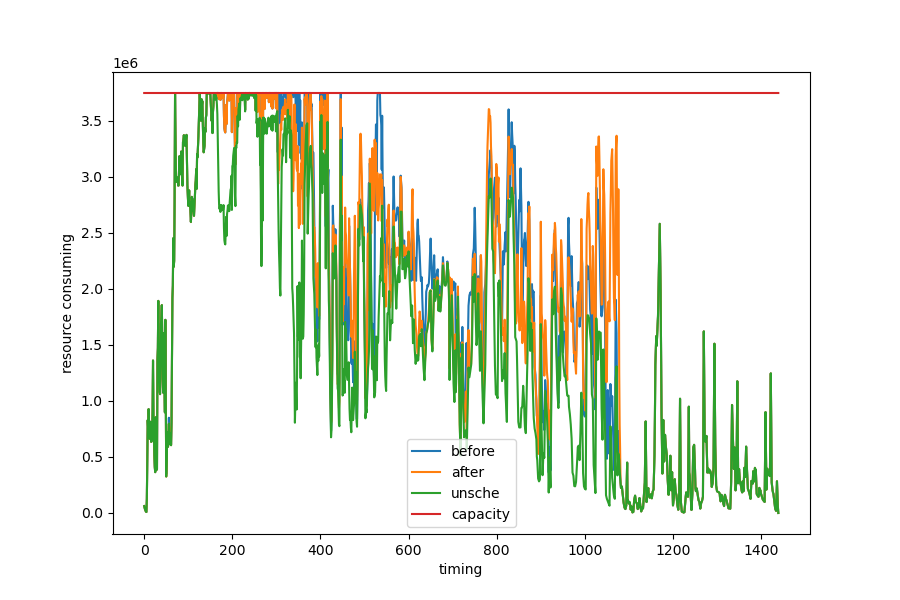 1e6
3.5
3.0
2.5
2.0
1.5
1.0
0.5
0.0
resource consuming
before
after
unsche
capacity
0 200 400 600 800 1000 1200 1400
timing